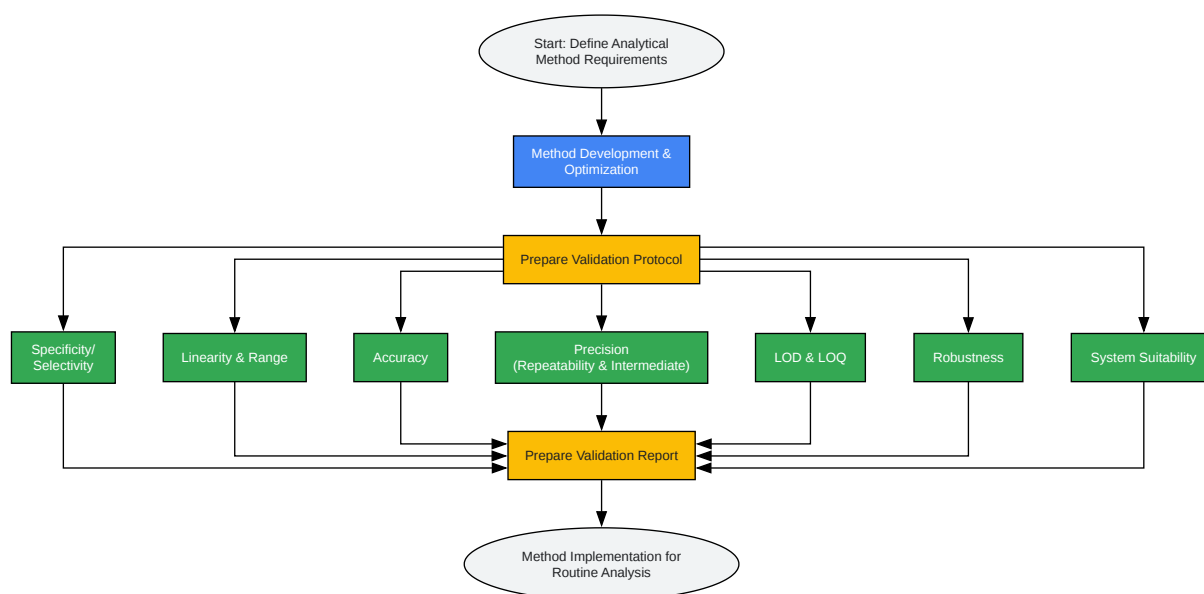 Start: Define Analytical
Method Requirements
Method Development &
Optimization
Prepare Validation Protocol
Specificity/
Selectivity
Linearity & Range
Accuracy
Precision
(Repeatability & Intermediate)
LOD & LOQ
Robustness
System Suitability
Prepare Validation Report
Method Implementation for
Routine Analysis